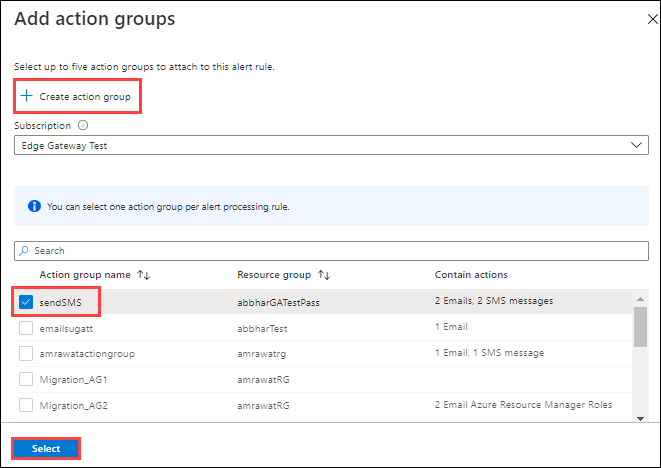 Add action groups
Select up to five action groups to attach to this alert rule.
Create action group
Subscription
Edge Gateway Test
You can select one action group per alert processing rule.
Search
Action group name Resource group Contain actions
sendSMS abbharGATestPass 2 Emails, 2 SMS messages
emailsugatt abbharTest 1 Email
amrawatactiongroup amrawatrg 1 Email, 1 SMS message
Migration_AG1 amrawatRG
Migration_AG2 amrawatRG 2 Email Azure Resource Manager Roles
Select